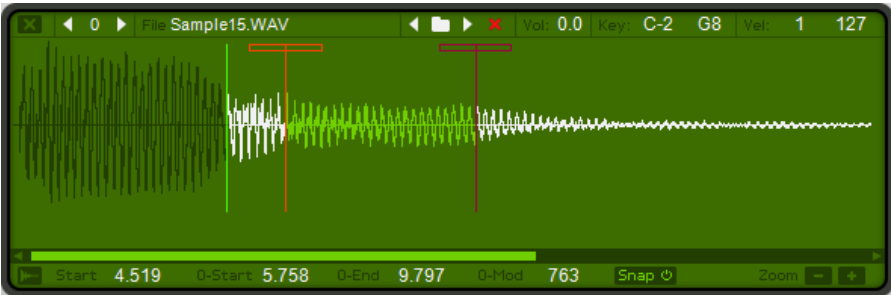 0 File Sample15.WAV Vol: 0.0 Key: C-2 G8 Vel: 1 127
Start 4.519 0-Start 5.758 0-End 9.797 0-Mod 763 Snap Zoom - +